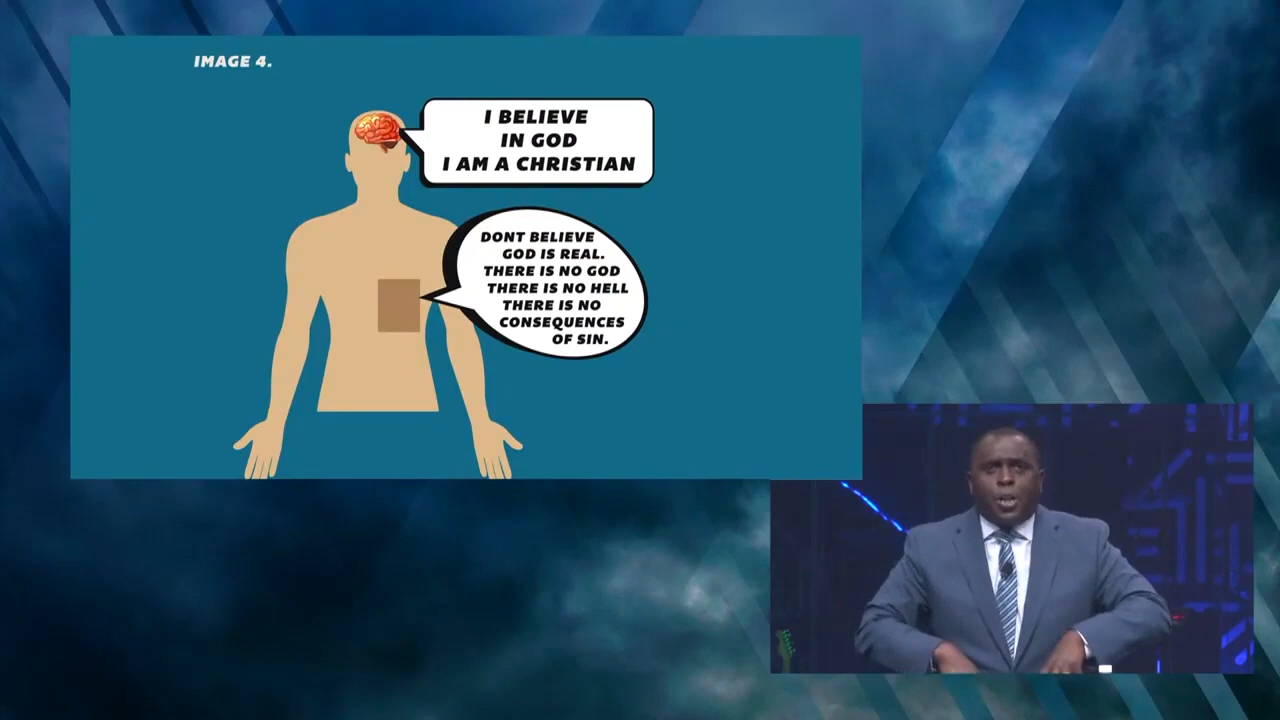 IMAGE 4.
I BELIEVE
IN GOD
I AM A CHRISTIAN
DONT BELIEVE
GOD IS REAL.
THERE IS NO GOD
THERE IS NO HELL
THERE IS NO
CONSEQUENCES
OF SIN.